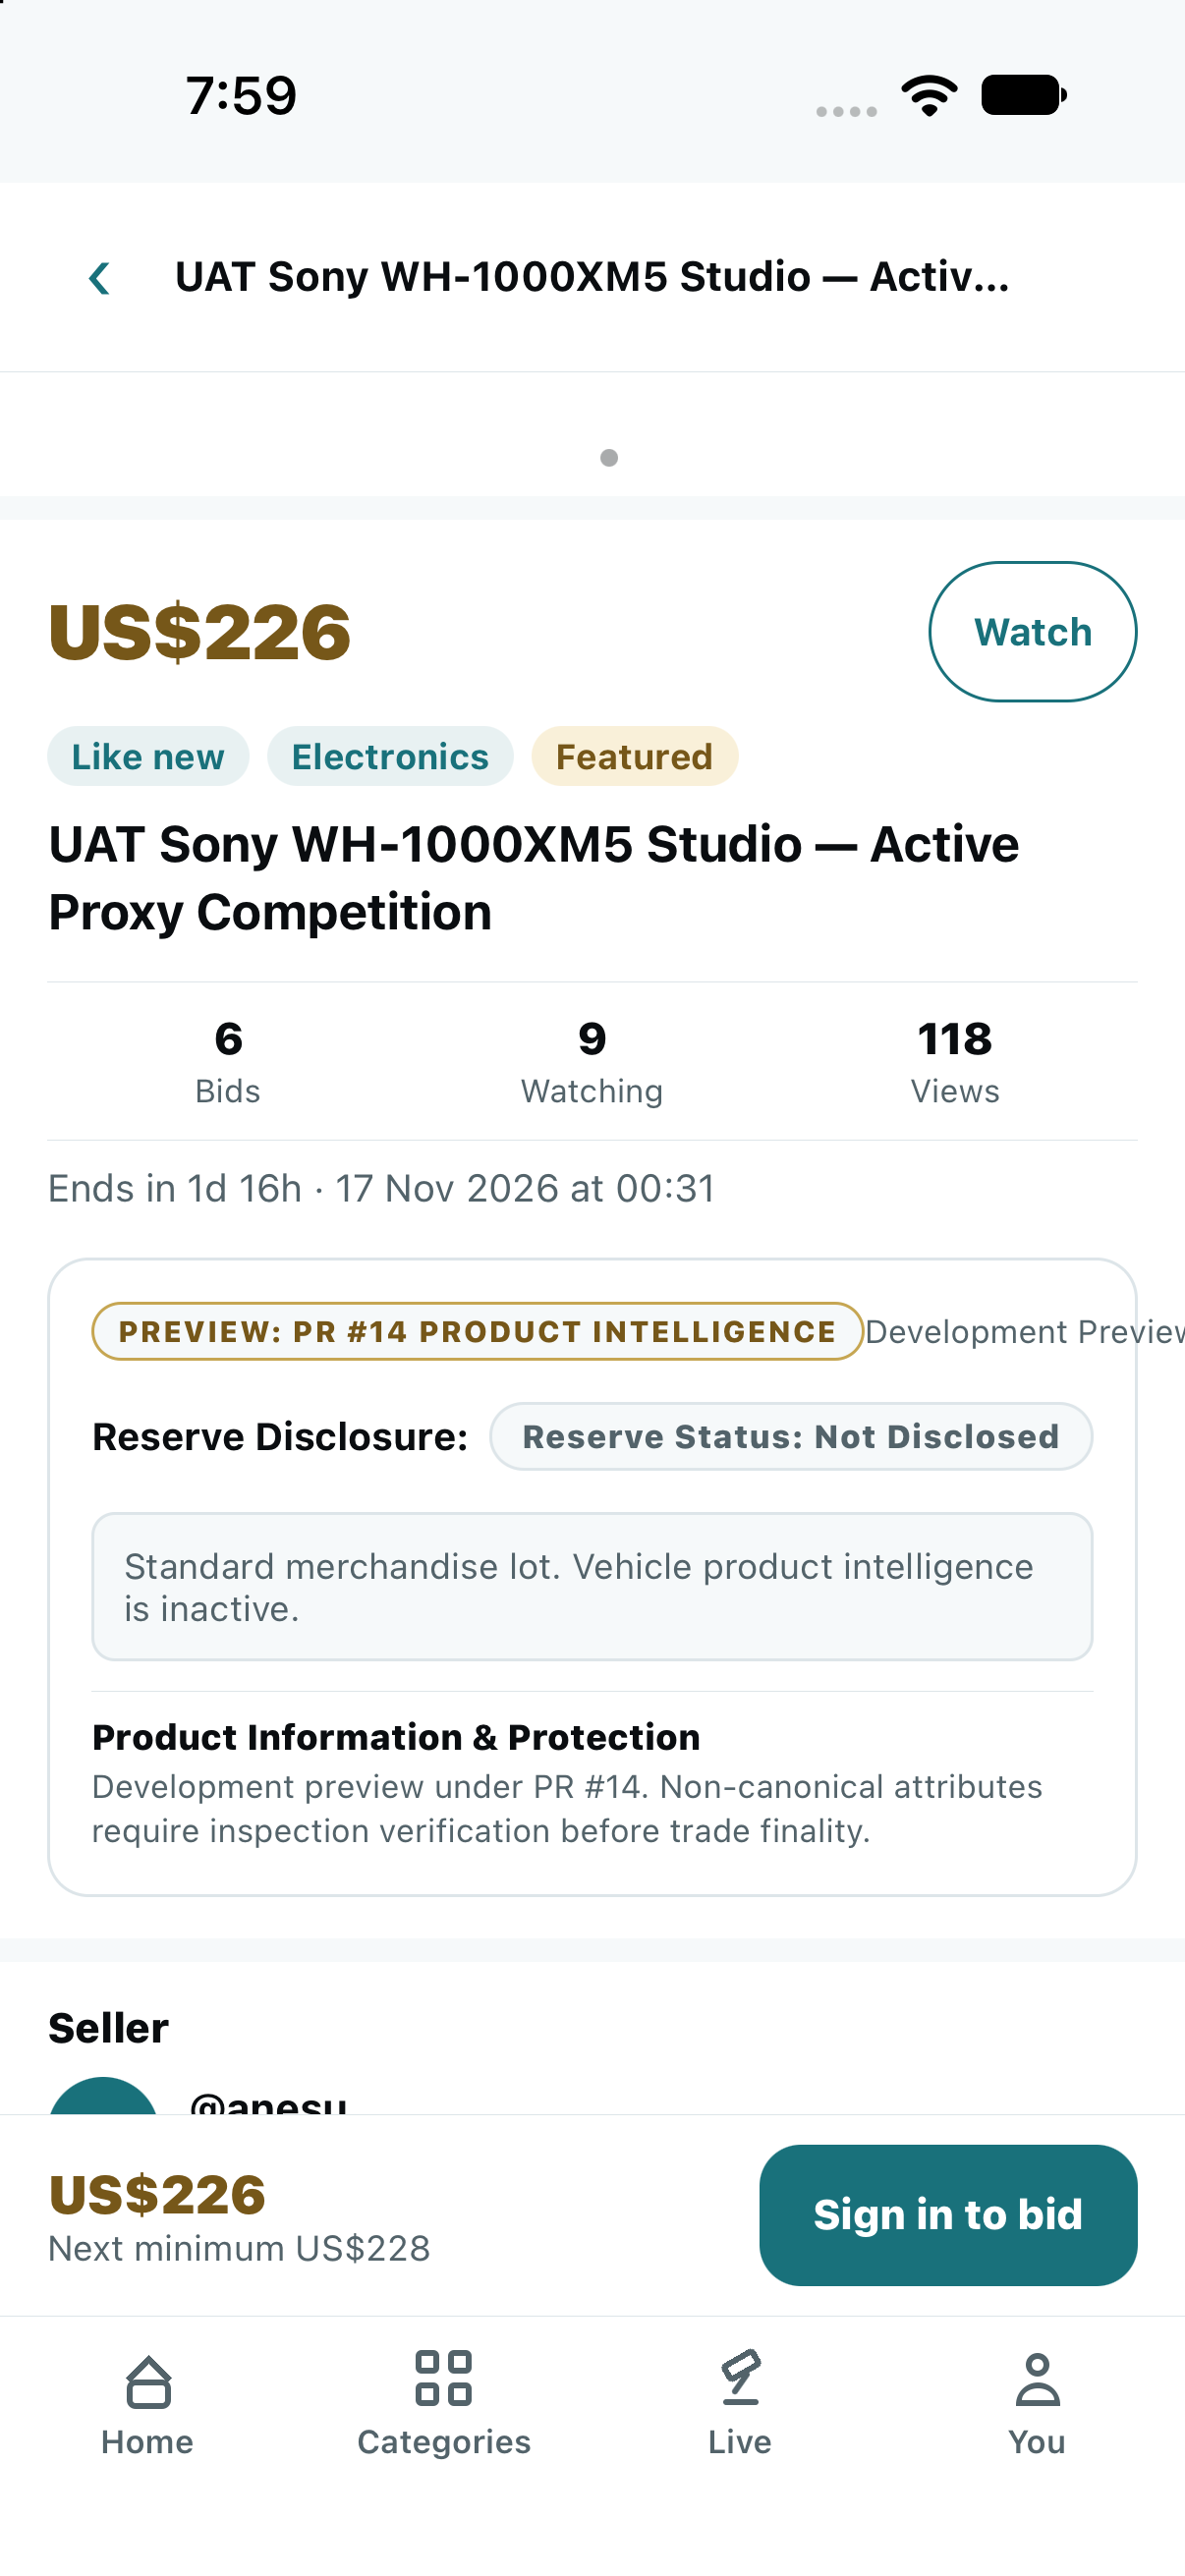 7:59
UAT Sony WH-1000XM5 Studio — Activ...
US$226
Watch
Like new
Electronics
Featured
UAT Sony WH-1000XM5 Studio — Active
Proxy Competition
6
Bids
9
Watching
118
Views
Ends in 1d 16h · 17 Nov 2026 at 00:31
PREVIEW: PR #14 PRODUCT INTELLIGENCE
Development Preview
Reserve Disclosure:
Reserve Status: Not Disclosed
Standard merchandise lot. Vehicle product intelligence
is inactive.
Product Information & Protection
Development preview under PR #14. Non-canonical attributes
require inspection verification before trade finality.
Seller
@anesu
US$226
Next minimum US$228
Sign in to bid
Home
Categories
Live
You